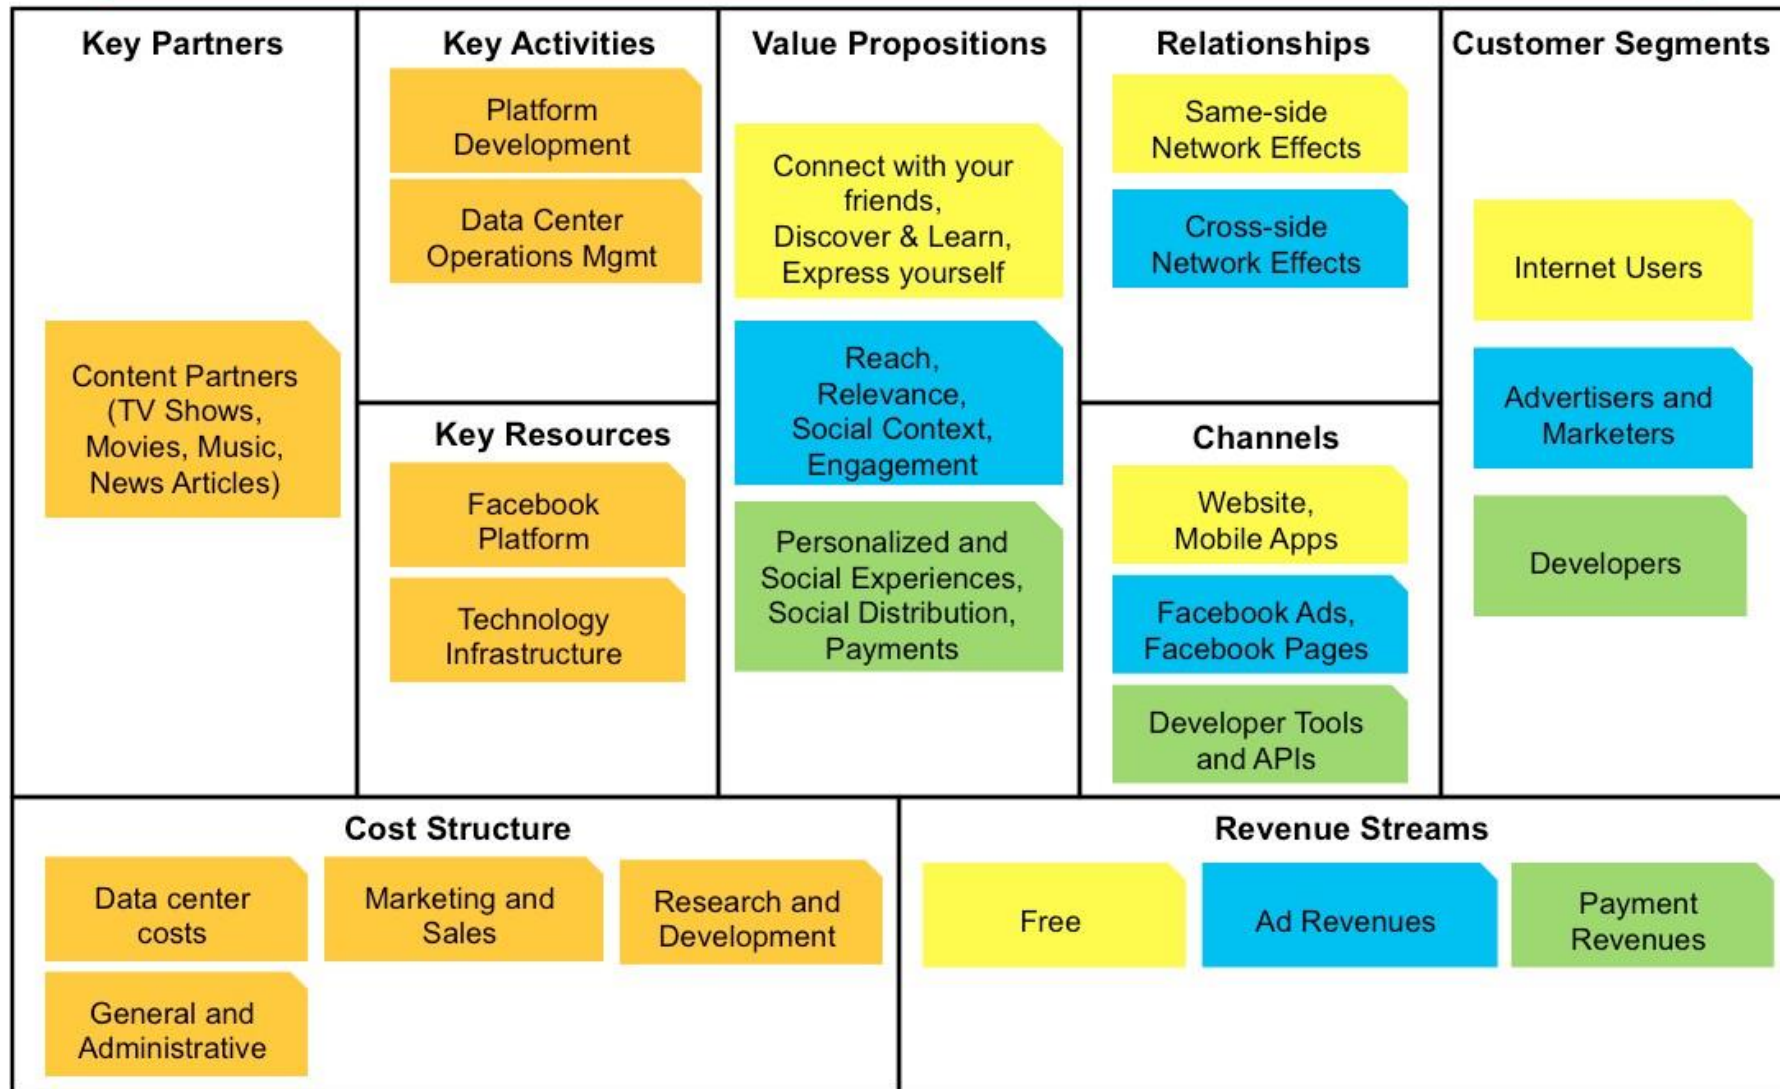 Key Partners
Content Partners
(TV Shows,
Movies, Music,
News Articles)
Key Activities
Platform
Development
Data Center
Operations Mgmt
Key Resources
Facebook
Platform
Technology
Infrastructure
Value Propositions
Connect with your
friends,
Discover & Learn,
Express yourself
Reach,
Relevance,
Social Context,
Engagement
Personalized and
Social Experiences,
Social Distribution,
Payments
Relationships
Same-side
Network Effects
Cross-side
Network Effects
Channels
Website,
Mobile Apps
Facebook Ads,
Facebook Pages
Developer Tools
and APIs
Customer Segments
Internet Users
Advertisers and
Marketers
Developers
Cost Structure
Data center
costs
Marketing and
Sales
Research and
Development
General and
Administrative
Revenue Streams
Free
Ad Revenues
Payment
Revenues